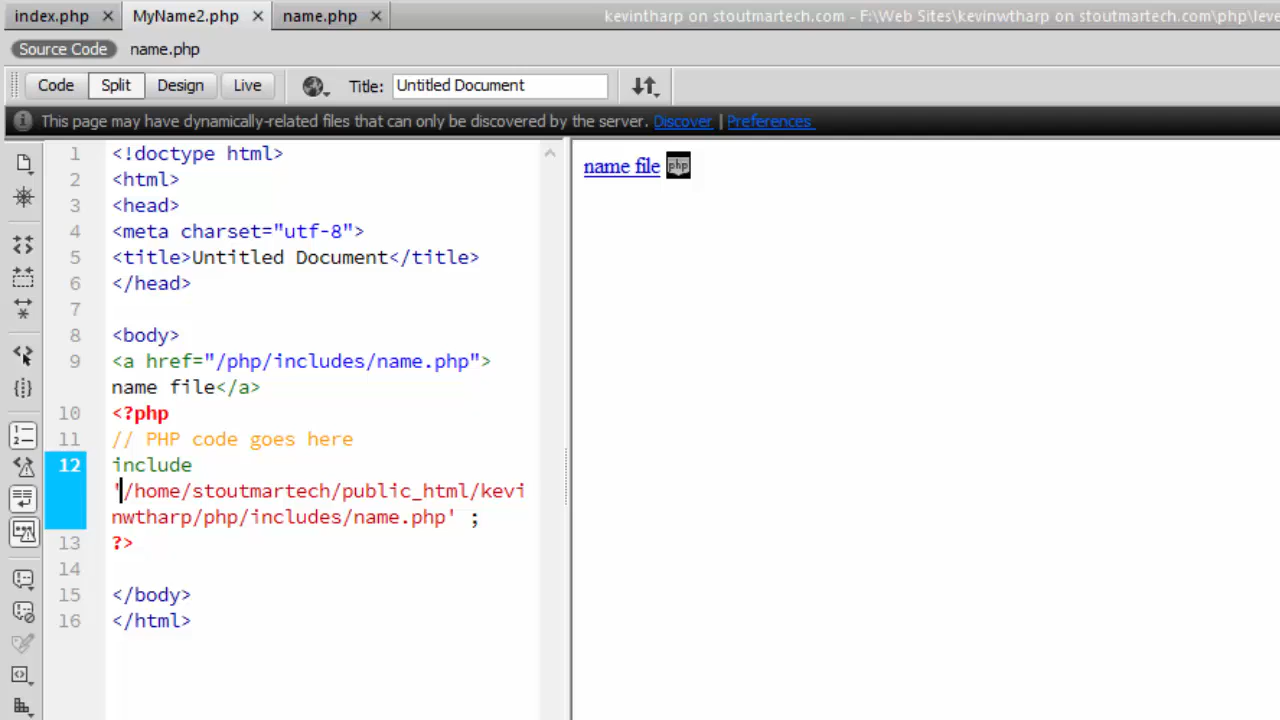 index.php × MyName2.php × name.php × kevintharp on stoutmartech.com - F:\Web Sites\kevinwtharp on stoutmartech.com\php\leve
Source Code name.php
Code Split Design Live Title: Untitled Document
This page may have dynamically-related files that can only be discovered by the server. Discover | Preferences
1 <!doctype html>
2 <html>
3 <head>
4 <meta charset="utf-8">
5 <title>Untitled Document</title>
6 </head>
7
8 <body>
9 <a href="/php/includes/name.php">
name file</a>
10 <?php
11 // PHP code goes here
12 include
'/home/stoutmartech/public_html/kevi
nwtharp/php/includes/name.php' ;
13 ?>
14
15 </body>
16 </html>
name file php